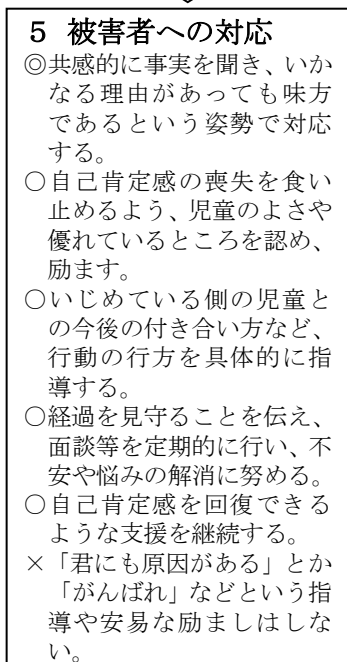 5 被害者への対応
◎共感的に事実を聞き、いか
なる理由があっても味方
であるという姿勢で対応
する。
○自己肯定感の喪失を食い
止めるよう、児童のよさや
優れているところを認め、
励ます。
○いじめている側の児童と
の今後の付き合い方など、
行動の行方を具体的に指
導する。
○経過を見守ることを伝え、
面談等を定期的に行い、不
安や悩みの解消に努める。
○自己肯定感を回復できる
ような支援を継続する。
×「君にも原因がある」とか
「がんばれ」などという指
導や安易な励ましはしな
い。